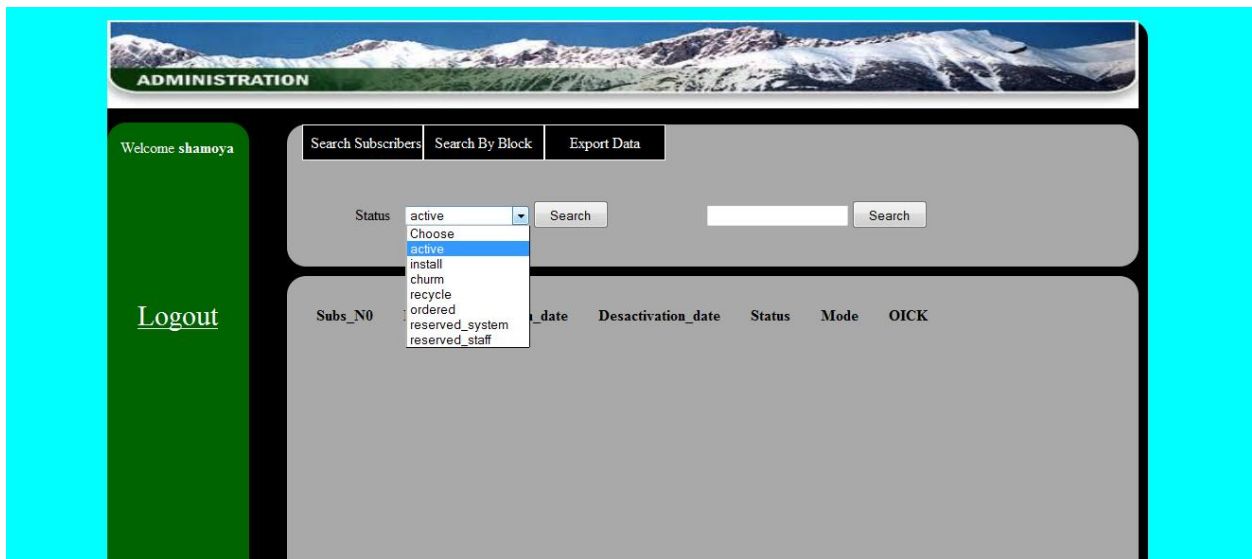 ADMINISTRATION
Welcome shamoya
Search Subscribers Search By Block Export Data
Status active Search Search
Choose
active
install
churm
recycle
ordered
reserved_system
reserved_staff
Logout
Subs_N0 _date Desactivation_date Status Mode OICK